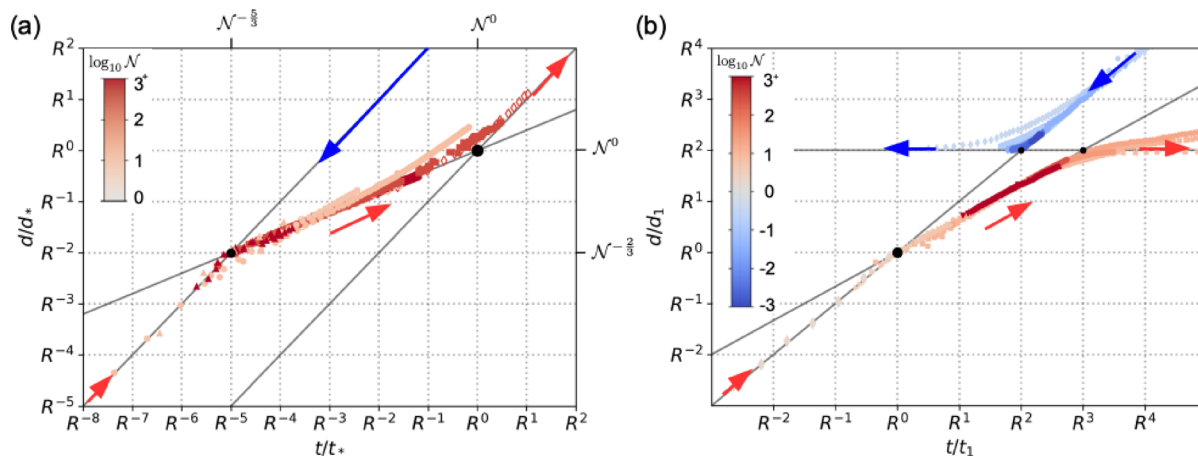 (a)
𝒩^{-5/3}
𝒩^0
log₁₀ 𝒩
3⁺
2
1
0
R^2
R^1
R^0
R^{-1}
R^{-2}
R^{-3}
R^{-4}
R^{-5}
d/d_*
𝒩^0
𝒩^{-2/3}
R^{-8} R^{-7} R^{-6} R^{-5} R^{-4} R^{-3} R^{-2} R^{-1} R^0 R^1 R^2
t/t_*
(b)
log₁₀ 𝒩
3⁺
2
1
0
-1
-2
-3
R^4
R^3
R^2
R^1
R^0
R^{-1}
R^{-2}
d/d₁
R^{-2} R^{-1} R^0 R^1 R^2 R^3 R^4
t/t₁